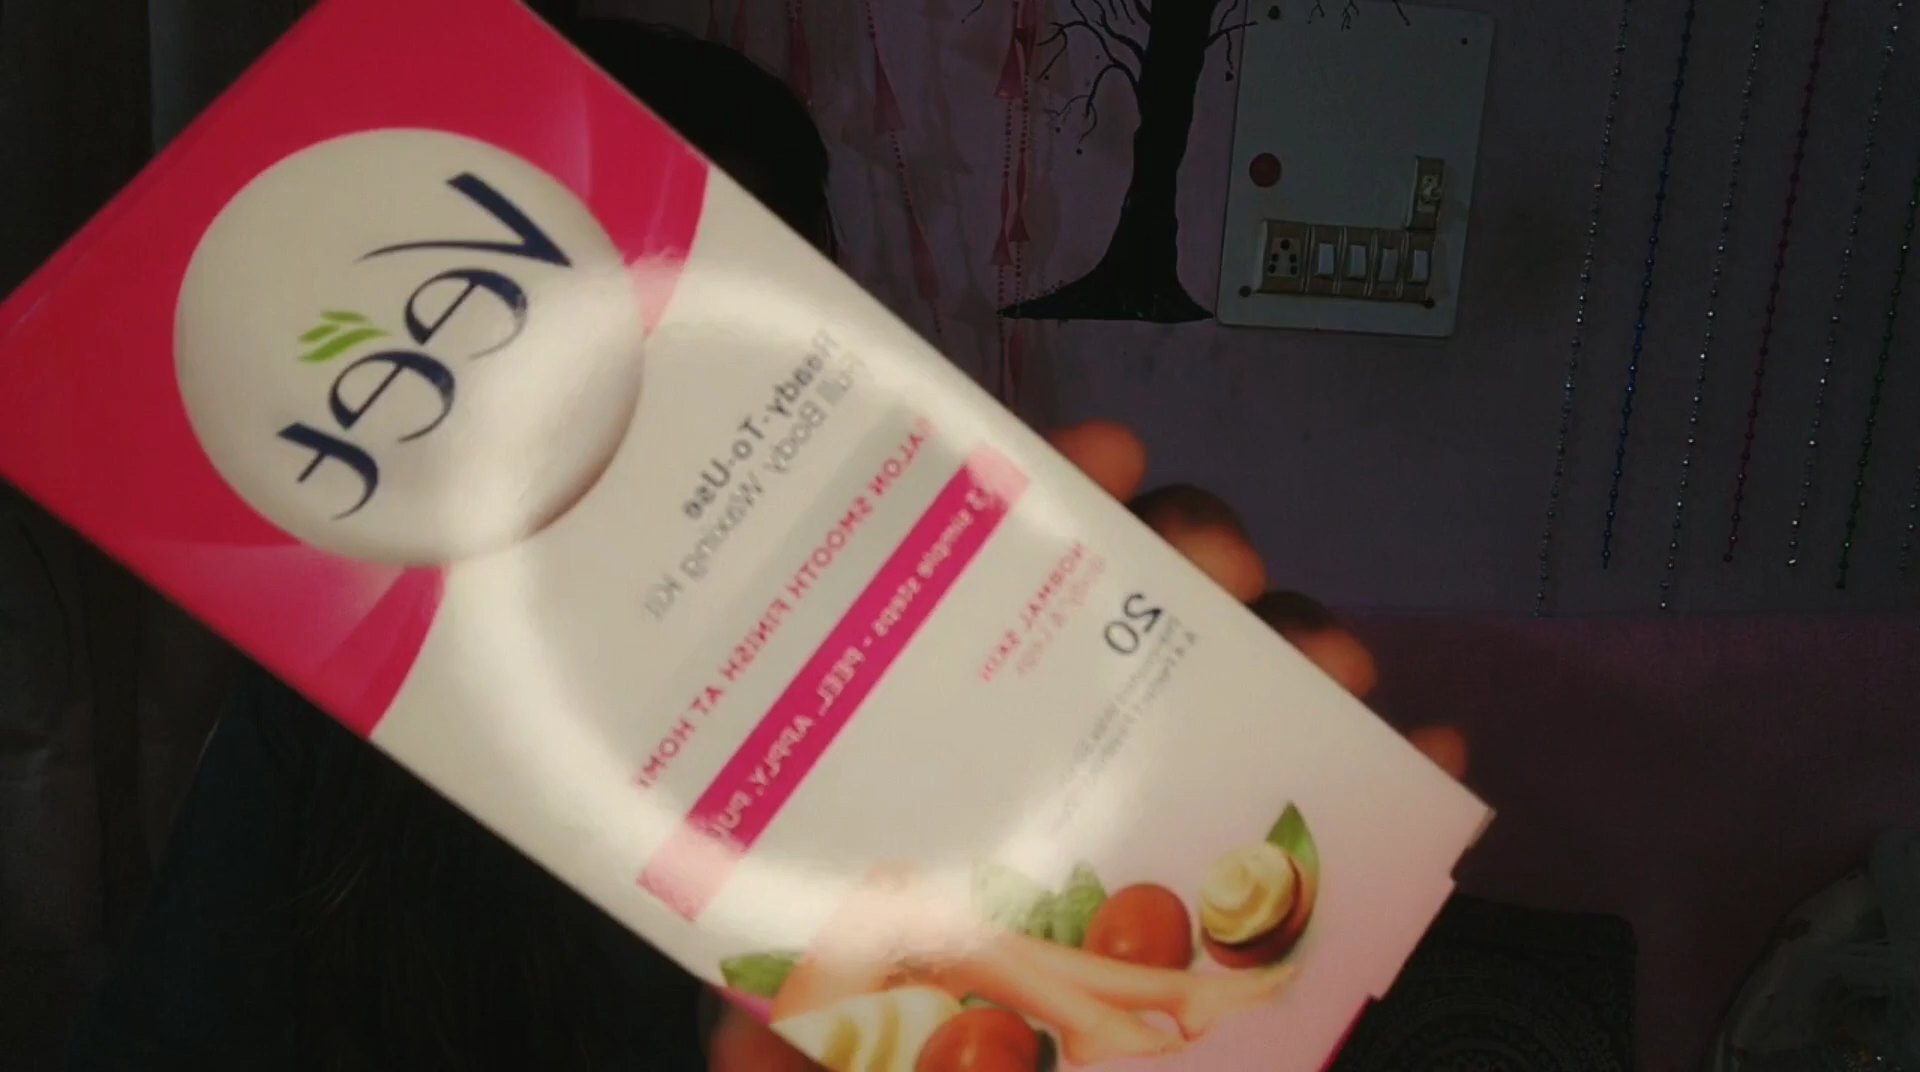 Veet
Ready-To-Use
Full Body Waxing Kit
SALON SMOOTH FINISH AT HOME
3 simple steps - PEEL, APPLY, PULL
NORMAL SKIN
20